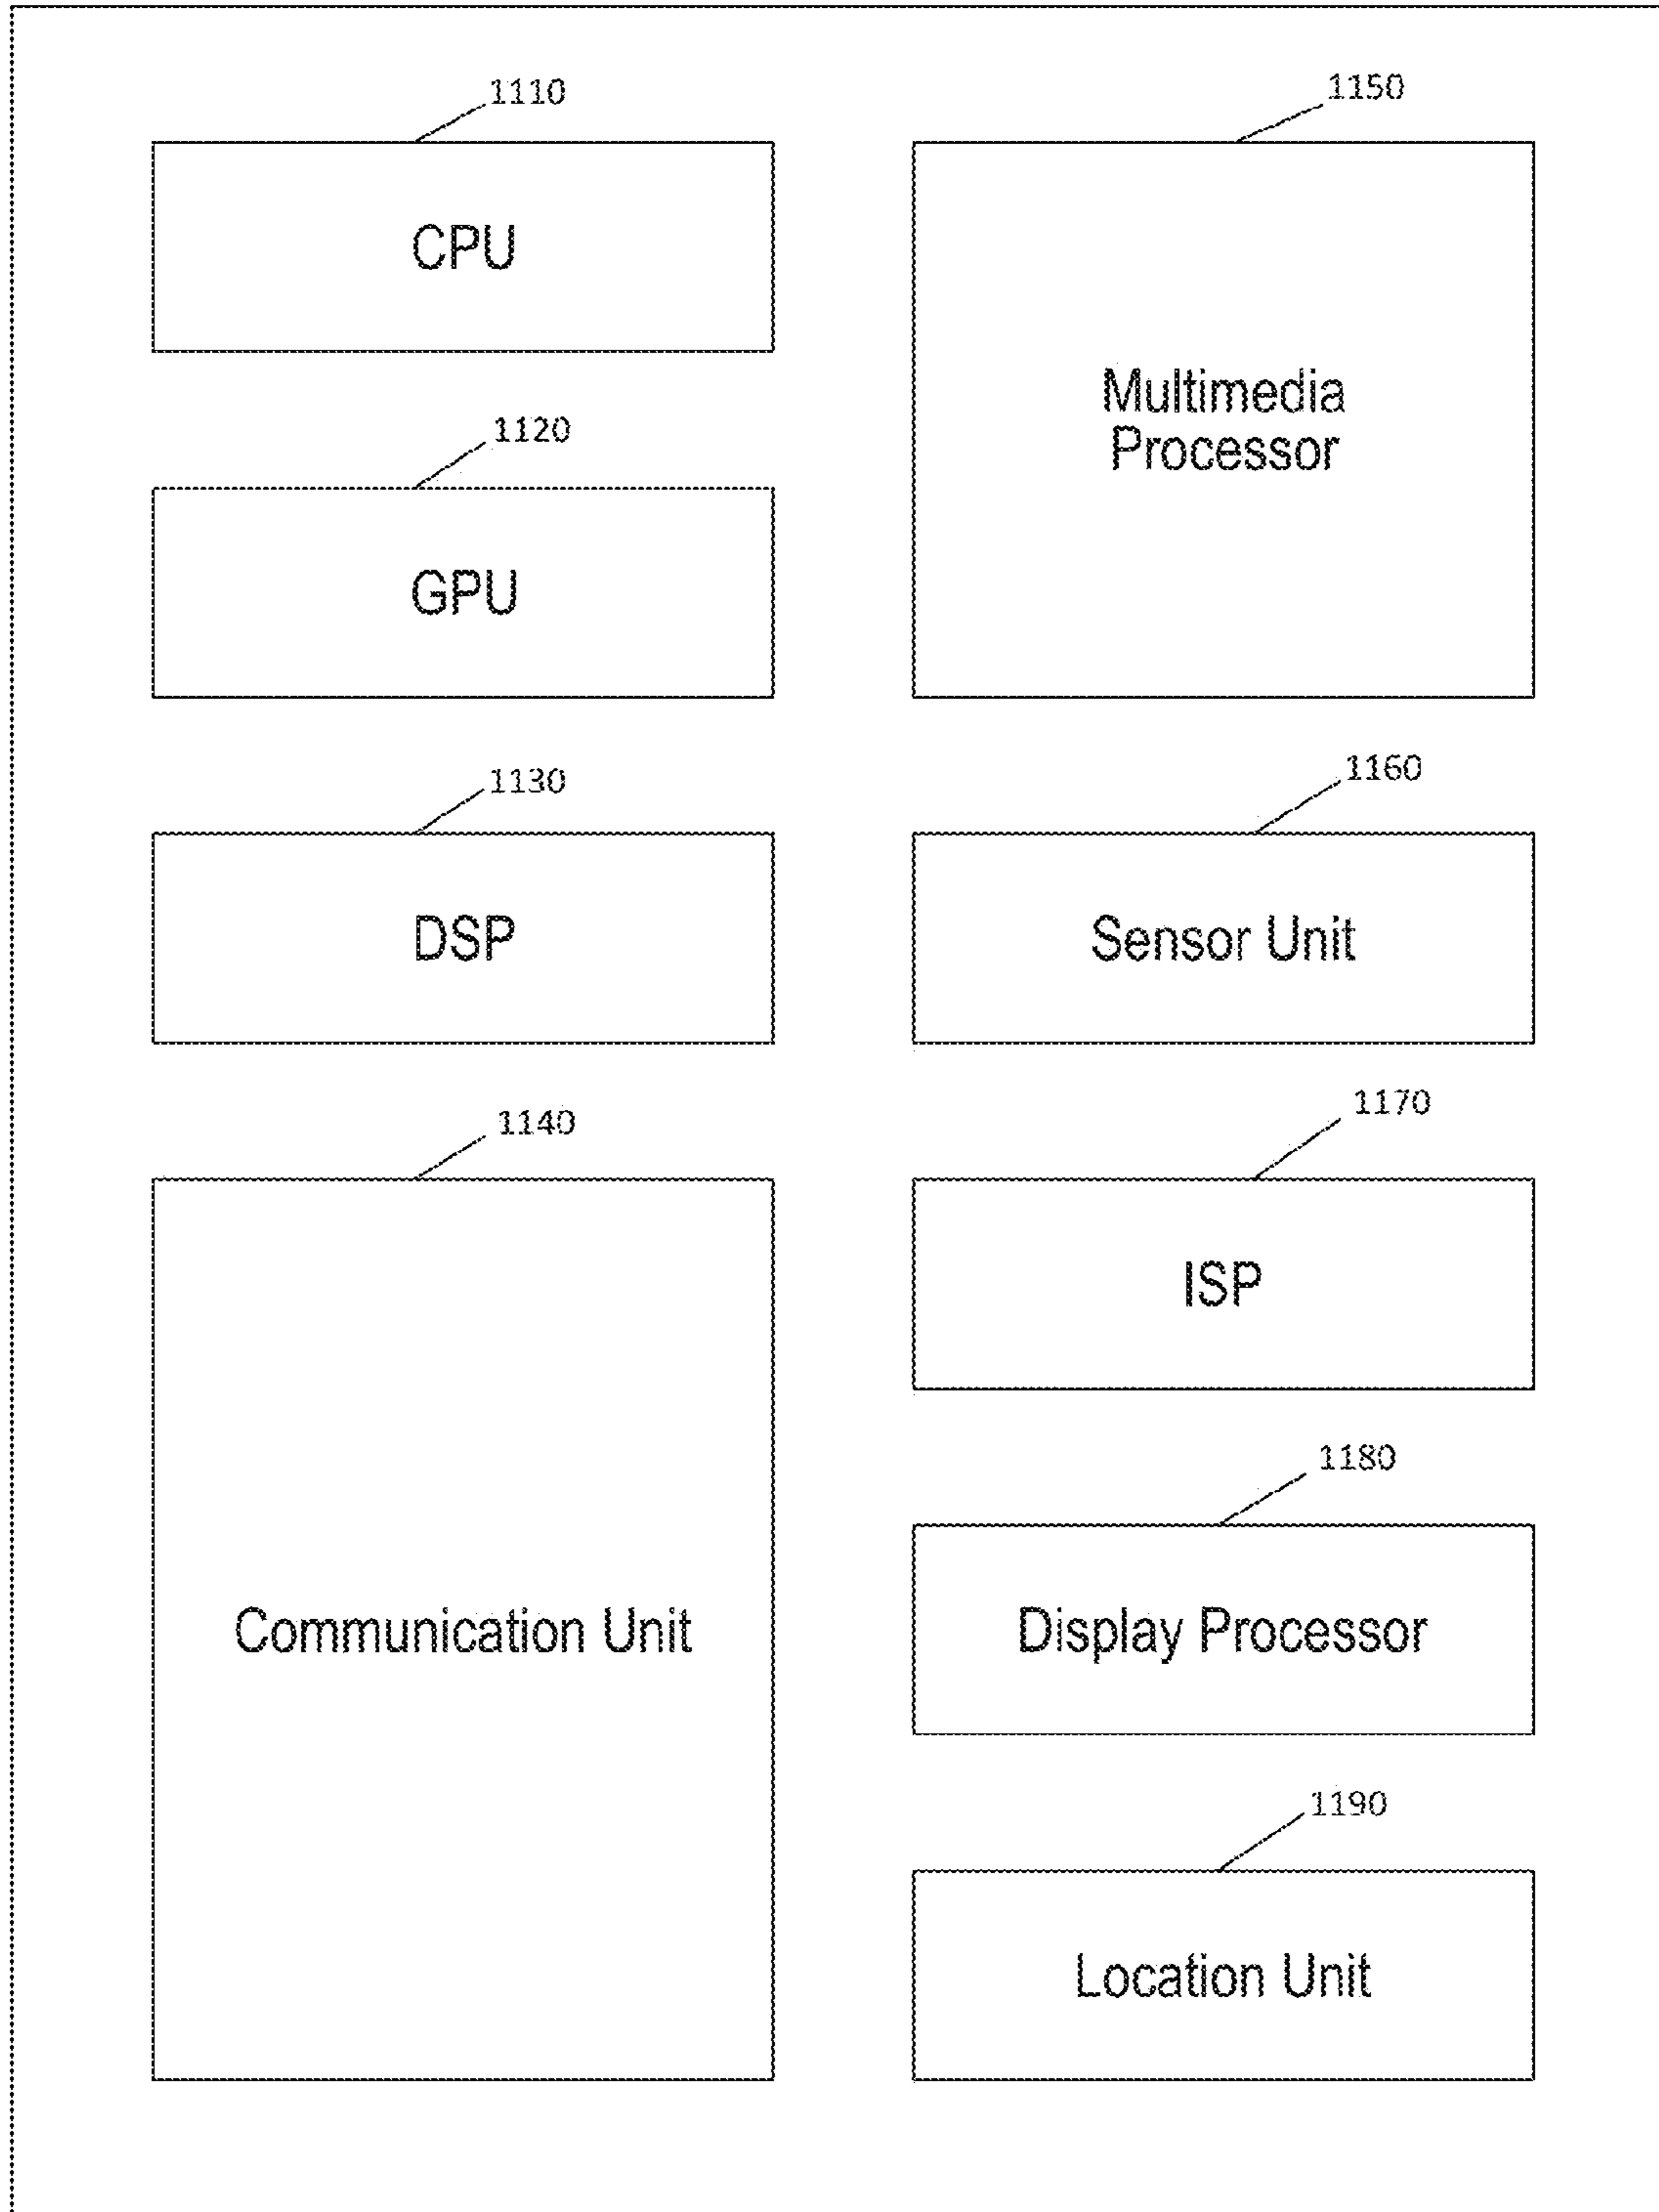 1110
CPU
1120
GPU
1130
DSP
1140
Communication Unit
1150
Multimedia
Processor
1160
Sensor Unit
1170
ISP
1180
Display Processor
1190
Location Unit